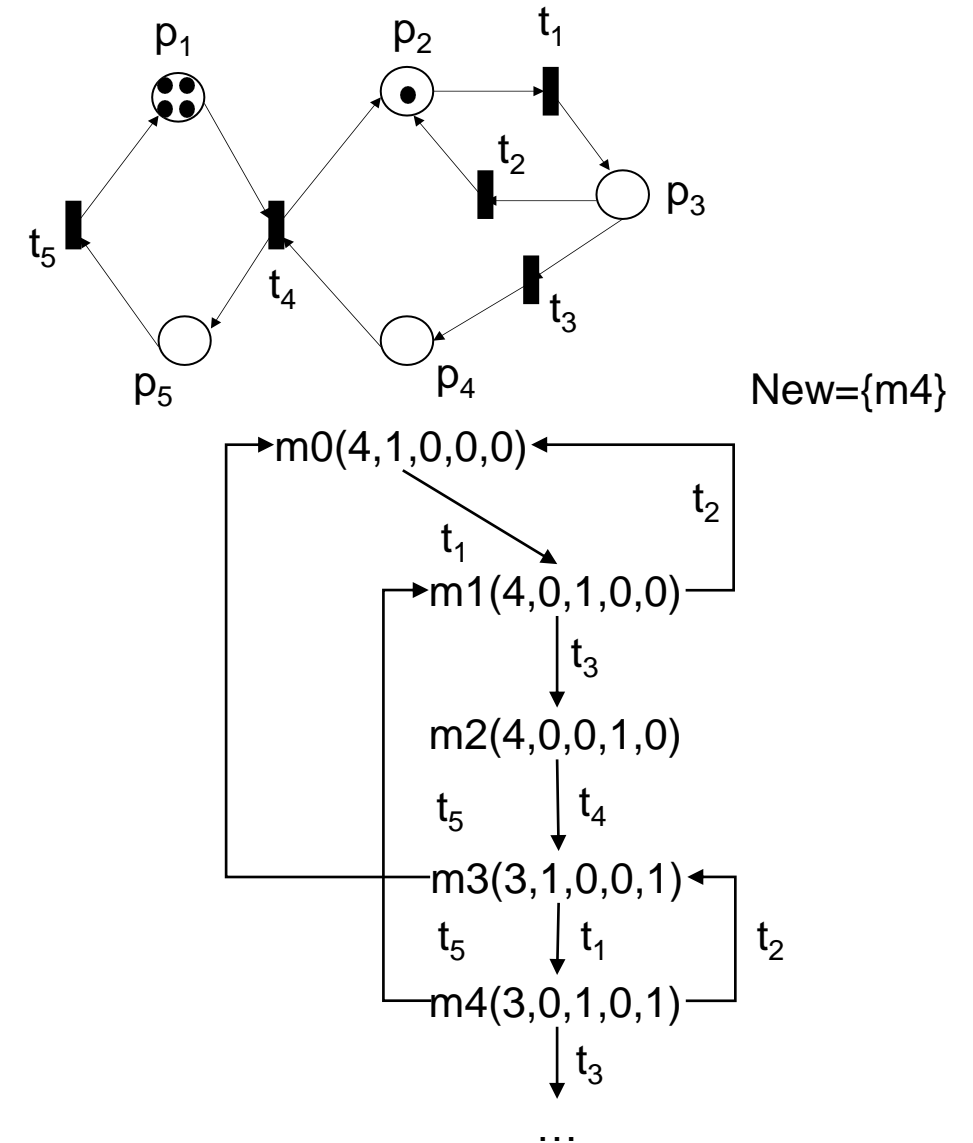 p₁
p₂
t₁
t₂
p₃
t₅
t₄
t₃
p₅
p₄
New={m4}
m0(4,1,0,0,0)
t₂
t₁
m1(4,0,1,0,0)
t₃
m2(4,0,0,1,0)
t₅ t₄
m3(3,1,0,0,1)
t₅ t₁ t₂
m4(3,0,1,0,1)
t₃
...